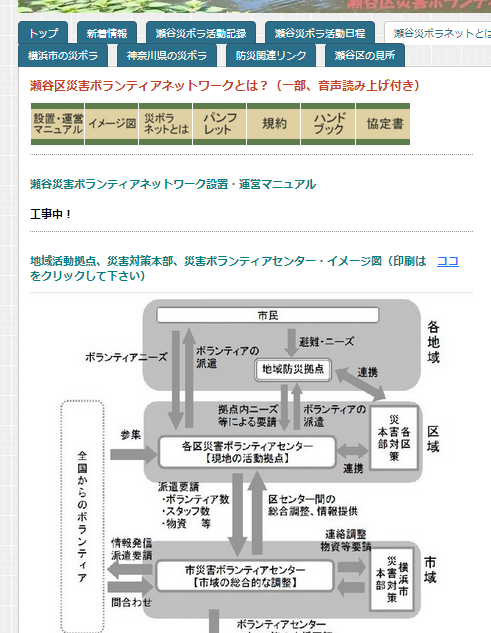 瀬谷区災害ボランティ
トップ
新着情報
瀬谷災ボラ活動記録
瀬谷災ボラ活動日程
瀬谷災ボラネットとは
横浜市の災ボラ
神奈川県の災ボラ
防災関連リンク
瀬谷区の見所
瀬谷区災害ボランティアネットワークとは?(一部、音声読み上げ付き)
設置・運営
マニュアル
イメージ図
災ボラ
ネットとは
パンフ
レット
規約
ハンド
ブック
協定書
瀬谷災害ボランティアネットワーク設置・運営マニュアル
工事中!
地域活動拠点、災害対策本部、災害ボランティアセンター・イメージ図(印刷は ココ
をクリックして下さい)
市民
各地域
ボランティアニーズ
ボランティアの
派遣
避難・ニーズ
地域防災拠点
連携
拠点内ニーズ
等による要請
ボランティアの
派遣
各区
災害対策
本部
区域
参集
各区災害ボランティアセンター
【現地の活動拠点】
連携
全国からのボランティア
派遣要請
・ボランティア数
・スタッフ数
・物資 等
区センター間の
総合調整、情報提供
情報発信
派遣要請
連絡調整
物資等要請
市災害ボランティアセンター
【市域の総合的な調整】
横浜市
災害対策
本部
市域
問合わせ
ボランティアセンター